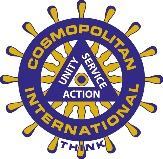 COSMOPOLITAN
UNITY
SERVICE
ACTION
INTERNATIONAL
THINK